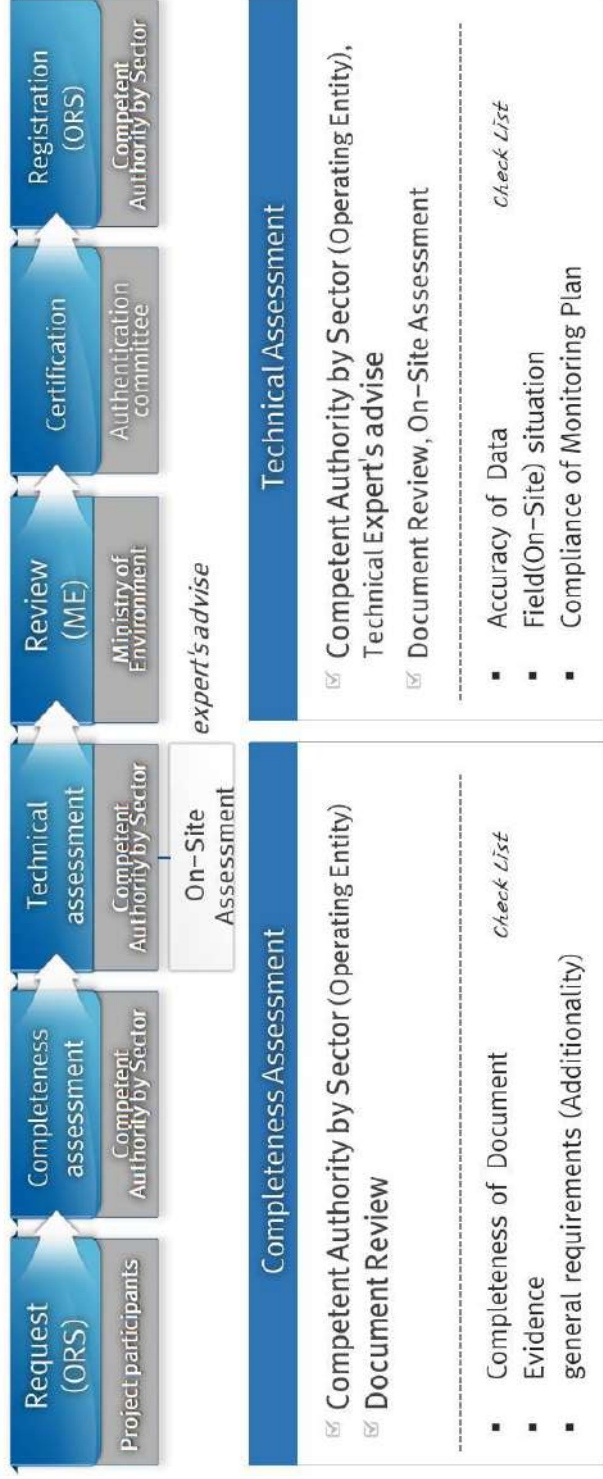 Request
(ORS)
Project participants
Completeness
assessment
Competent
Authority by Sector
Technical
assessment
Competent
Authority by Sector
On-Site
Assessment
expert's advise
Review
(ME)
Ministry of
Environment
Certification
Authentication
committee
Registration
(ORS)
Competent
Authority by Sector
Completeness Assessment
Competent Authority by Sector (Operating Entity)
Document Review
Check List
Completeness of Document
Evidence
general requirements (Additionality)
Technical Assessment
Competent Authority by Sector (Operating Entity),
Technical Expert's advise
Document Review, On-Site Assessment
Check List
Accuracy of Data
Field(On-Site) situation
Compliance of Monitoring Plan